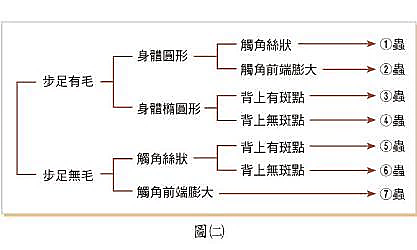 觸角絲狀 ①蟲
身體圓形
觸角前端膨大 ②蟲
步足有毛
背上有斑點 ③蟲
身體橢圓形
背上無斑點 ④蟲
背上有斑點 ⑤蟲
觸角絲狀
背上無斑點 ⑥蟲
步足無毛
觸角前端膨大 ⑦蟲
圖㈡